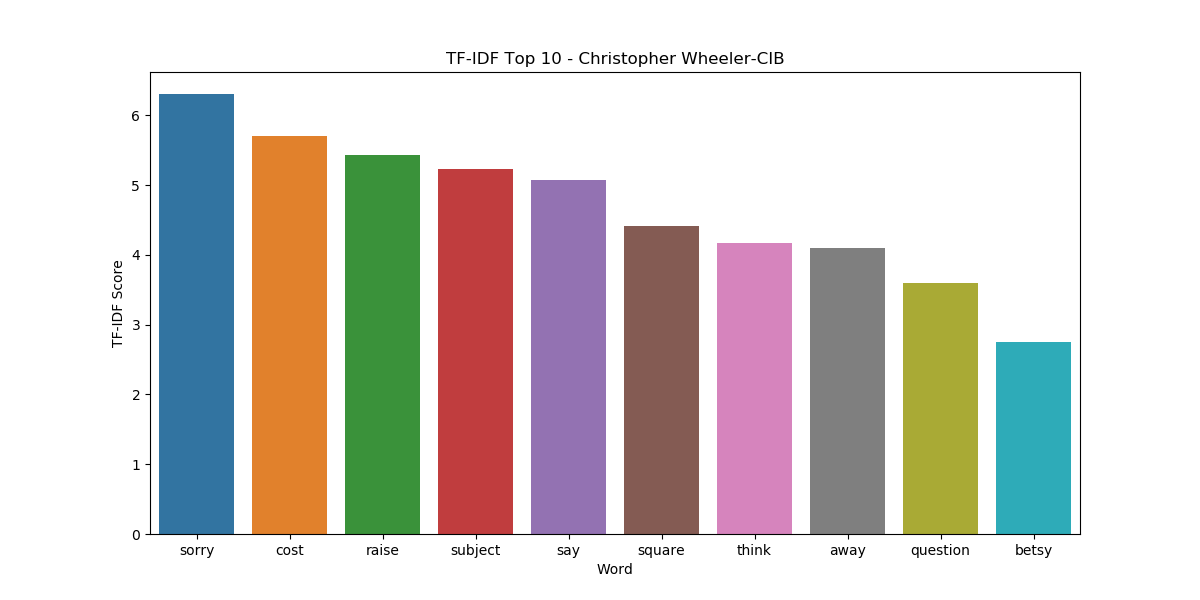 TF-IDF Top 10 - Christopher Wheeler-CIB
6
5
4
3
2
1
0
TF-IDF Score
sorry cost raise subject say square think away question betsy
Word